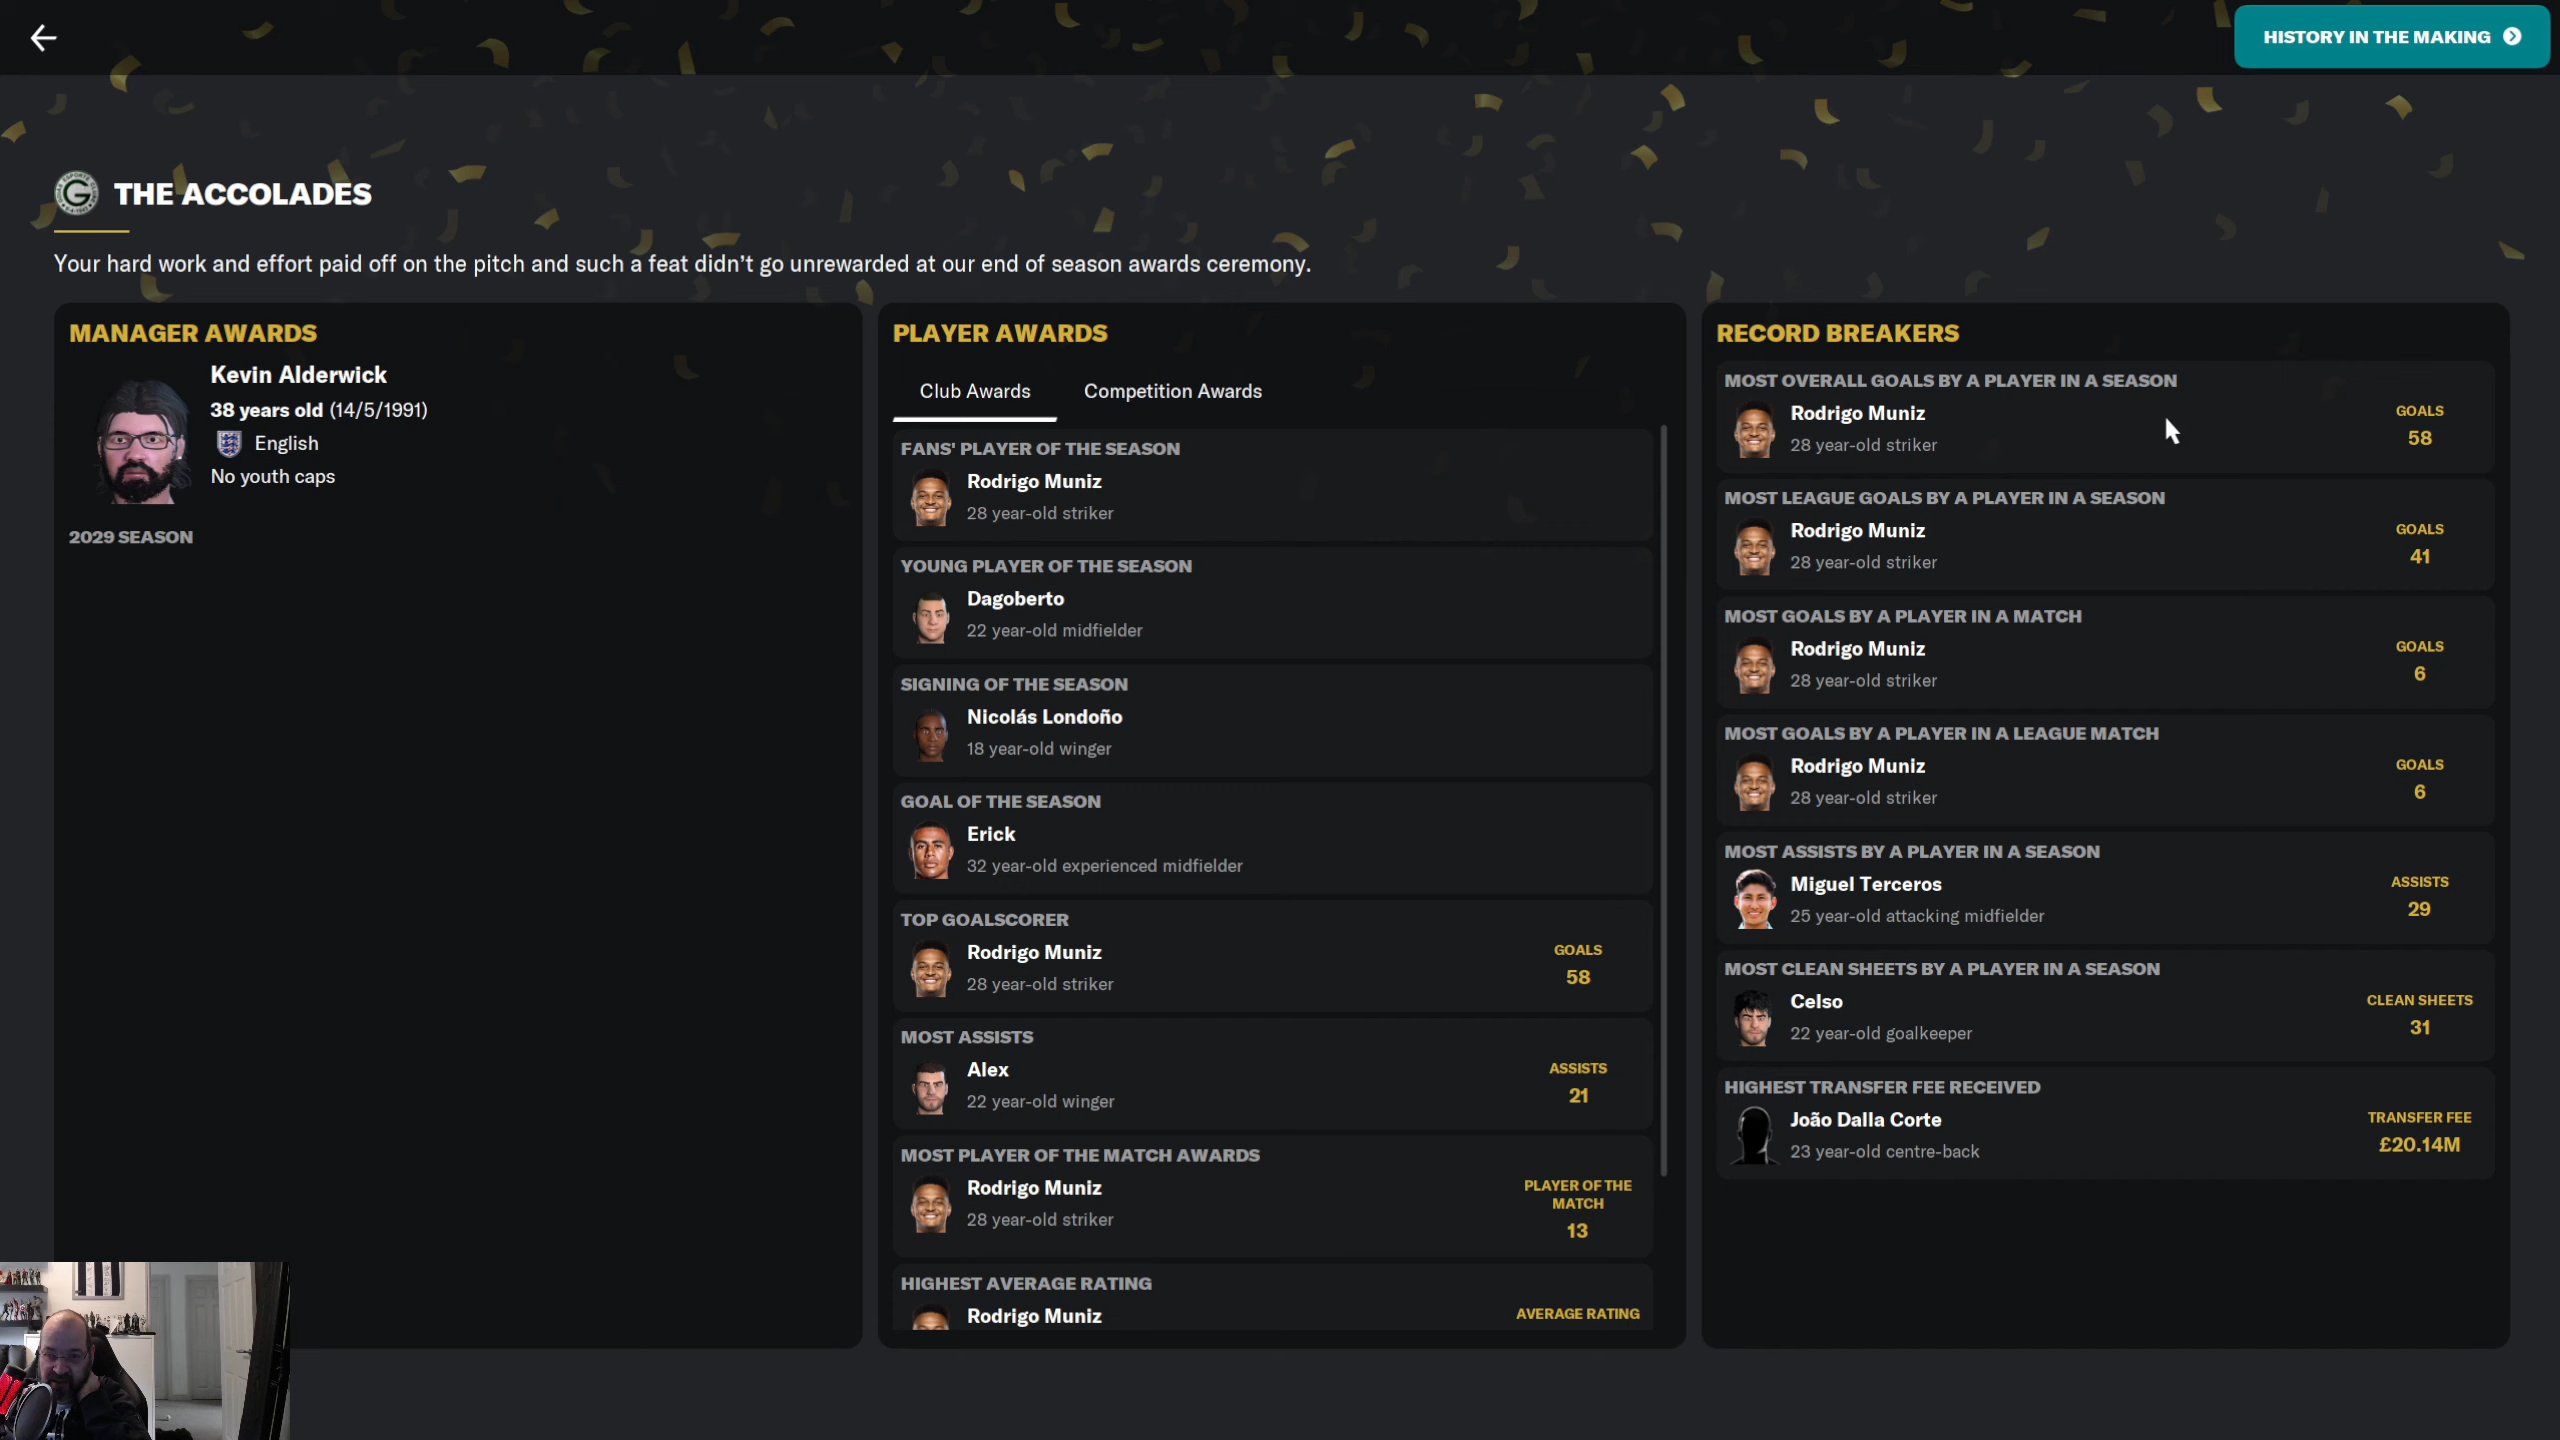 HISTORY IN THE MAKING
THE ACCOLADES
Your hard work and effort paid off on the pitch and such a feat didn't go unrewarded at our end of season awards ceremony.
MANAGER AWARDS
Kevin Alderwick
38 years old (14/5/1991)
English
No youth caps
2029 SEASON
PLAYER AWARDS
Club Awards
Competition Awards
FANS' PLAYER OF THE SEASON
Rodrigo Muniz
28 year-old striker
YOUNG PLAYER OF THE SEASON
Dagoberto
22 year-old midfielder
SIGNING OF THE SEASON
Nicolás Londoño
18 year-old winger
GOAL OF THE SEASON
Erick
32 year-old experienced midfielder
TOP GOALSCORER
Rodrigo Muniz
28 year-old striker
GOALS
58
MOST ASSISTS
Alex
22 year-old winger
ASSISTS
21
MOST PLAYER OF THE MATCH AWARDS
Rodrigo Muniz
28 year-old striker
PLAYER OF THE
MATCH
13
HIGHEST AVERAGE RATING
Rodrigo Muniz
AVERAGE RATING
RECORD BREAKERS
MOST OVERALL GOALS BY A PLAYER IN A SEASON
Rodrigo Muniz
28 year-old striker
GOALS
58
MOST LEAGUE GOALS BY A PLAYER IN A SEASON
Rodrigo Muniz
28 year-old striker
GOALS
41
MOST GOALS BY A PLAYER IN A MATCH
Rodrigo Muniz
28 year-old striker
GOALS
6
MOST GOALS BY A PLAYER IN A LEAGUE MATCH
Rodrigo Muniz
28 year-old striker
GOALS
6
MOST ASSISTS BY A PLAYER IN A SEASON
Miguel Terceros
25 year-old attacking midfielder
ASSISTS
29
MOST CLEAN SHEETS BY A PLAYER IN A SEASON
Celso
22 year-old goalkeeper
CLEAN SHEETS
31
HIGHEST TRANSFER FEE RECEIVED
João Dalla Corte
23 year-old centre-back
TRANSFER FEE
£20.14M